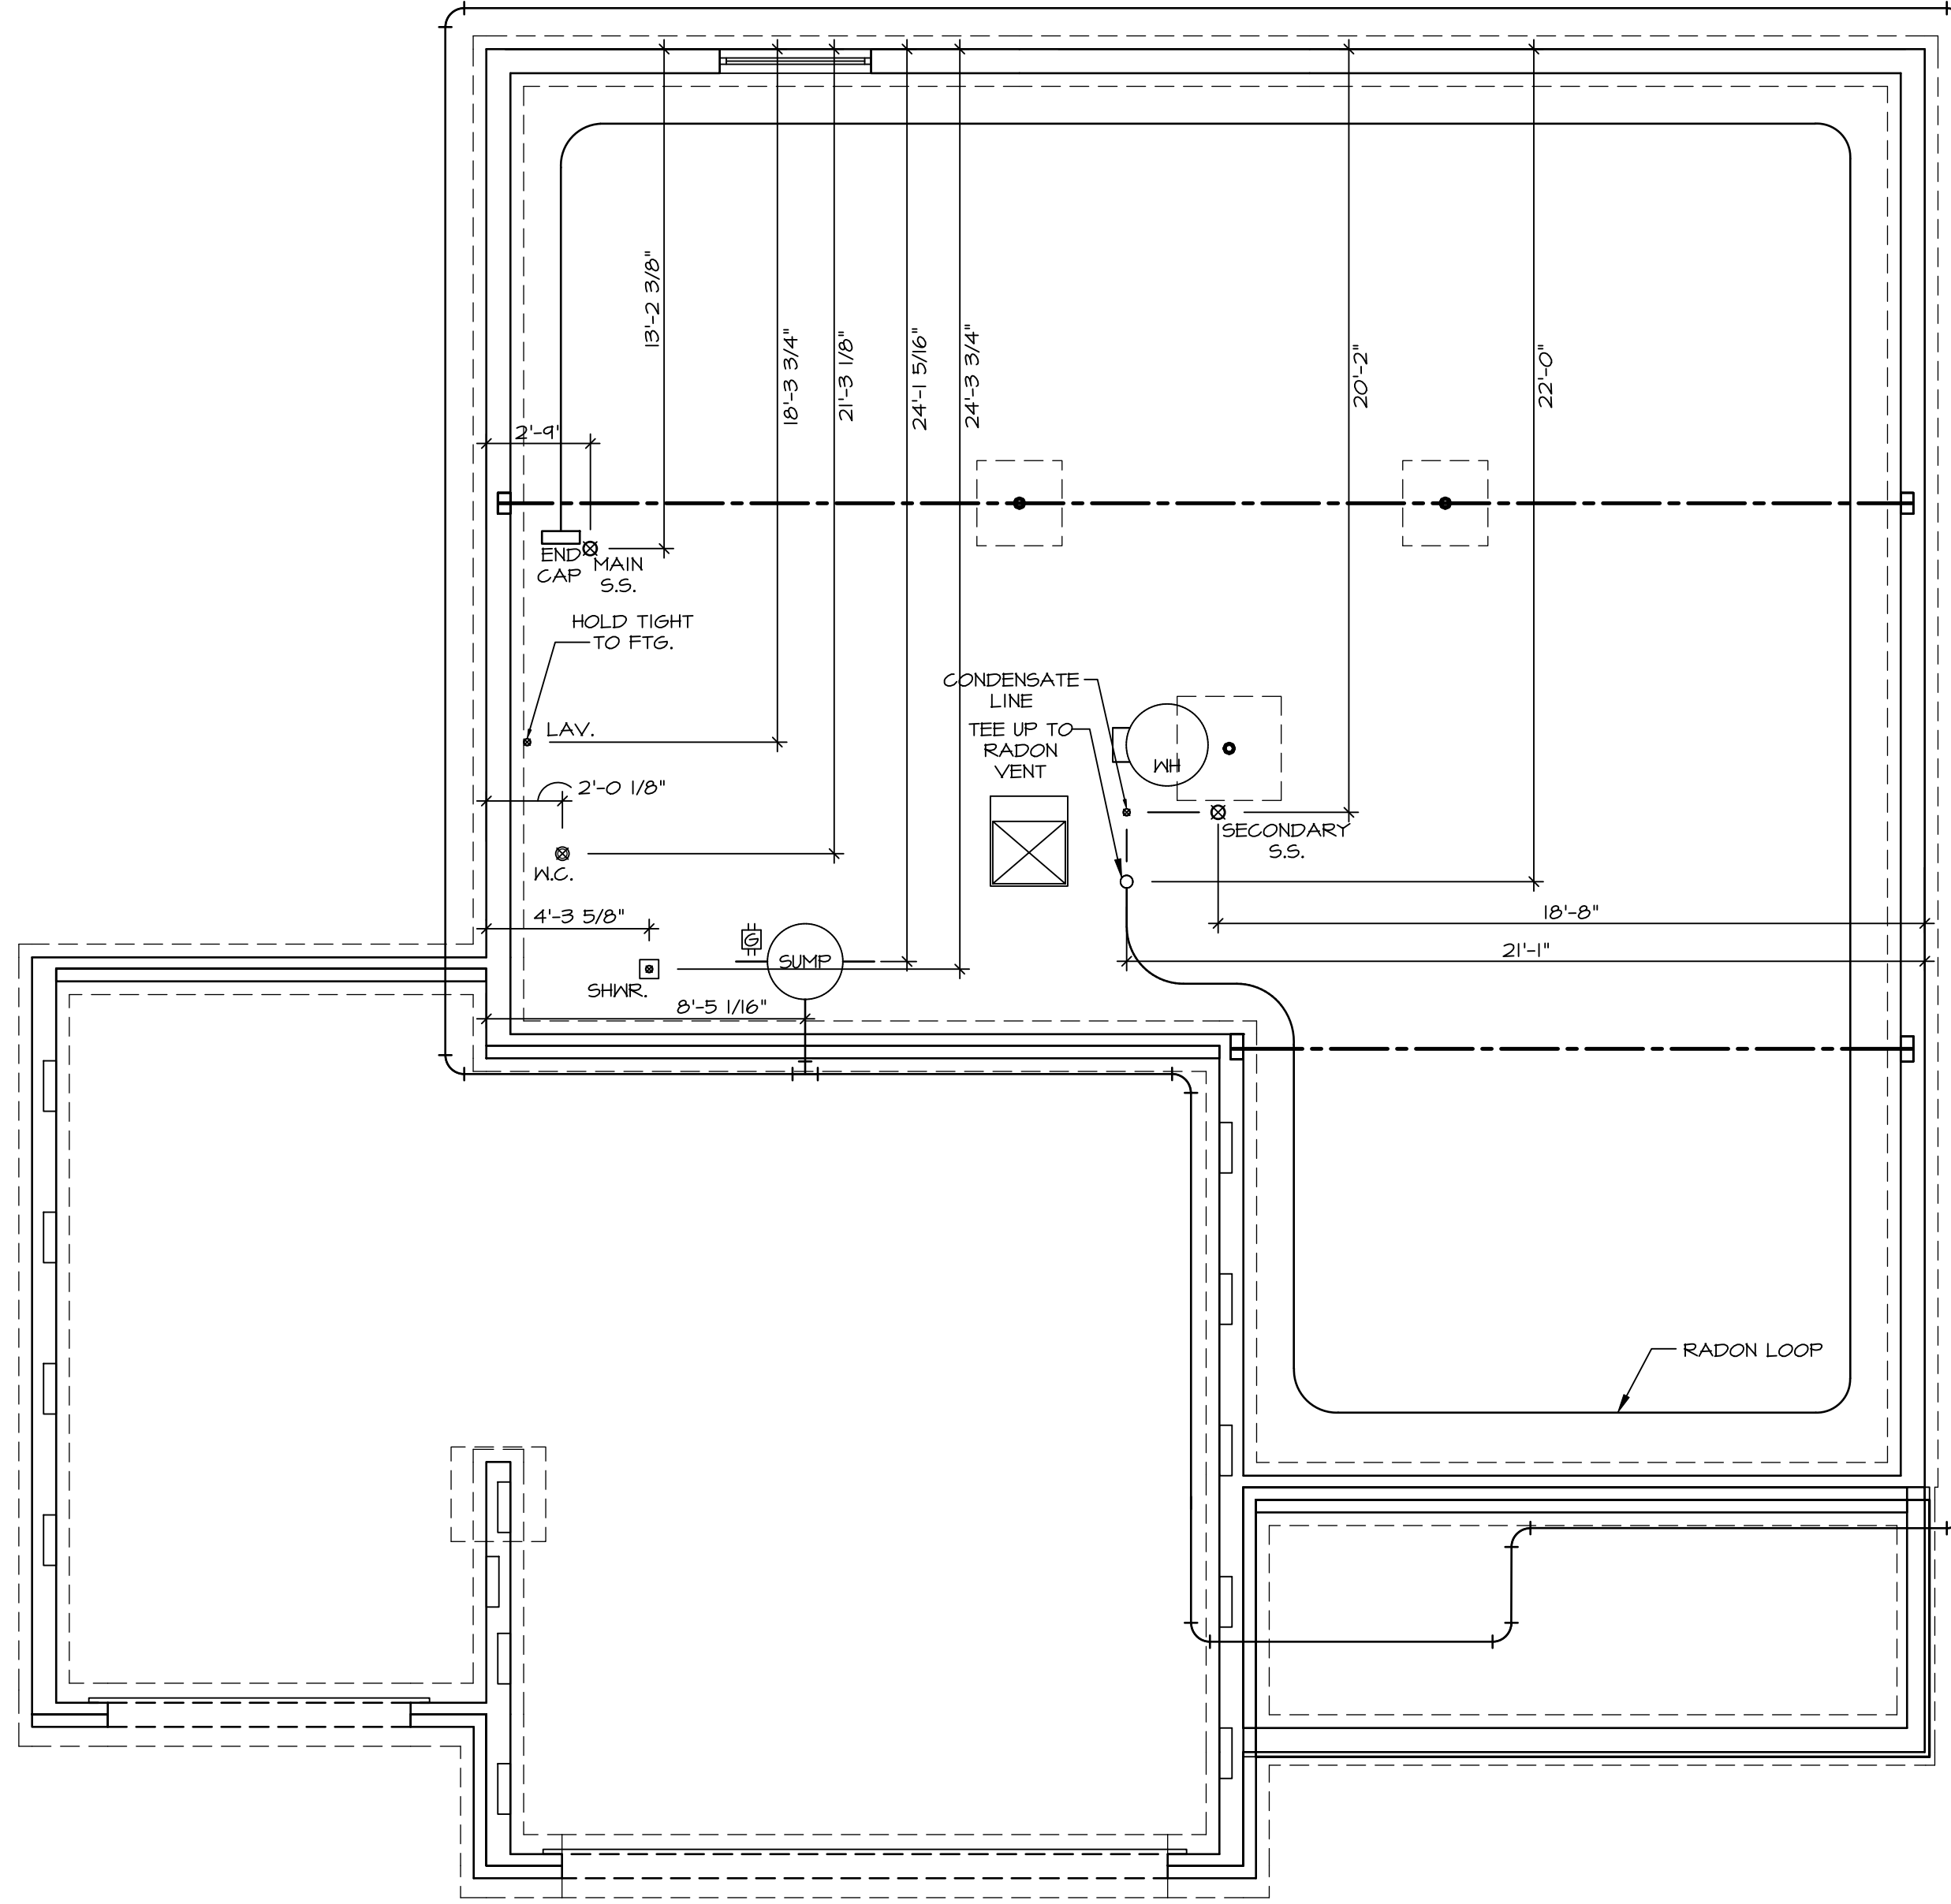 13'-2 3/8"
18'-3 3/4"
21'-3 1/8"
24'-1 5/16"
24'-3 3/4"
20'-2"
22'-0"
2'-9"
END
CAP
MAIN
S.S.
HOLD TIGHT
TO FTG.
CONDENSATE
LINE
LAV.
TEE UP TO
RADON
VENT
WH
2'-0 1/8"
SECONDARY
S.S.
W.C.
4'-3 5/8"
18'-8"
G
SUMP
21'-1"
SHWR.
8'-5 1/16"
RADON LOOP